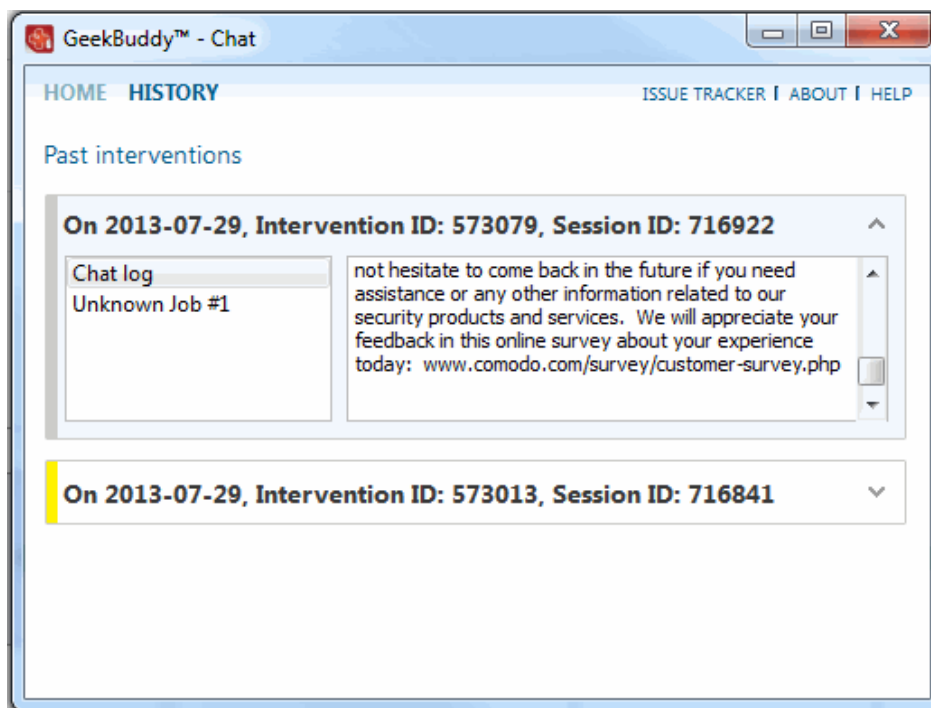 GeekBuddy™ - Chat
HOME HISTORY
ISSUE TRACKER | ABOUT | HELP
Past interventions
On 2013-07-29, Intervention ID: 573079, Session ID: 716922
Chat log
Unknown Job #1
not hesitate to come back in the future if you need
assistance or any other information related to our
security products and services.  We will appreciate your
feedback in this online survey about your experience
today:  www.comodo.com/survey/customer-survey.php
On 2013-07-29, Intervention ID: 573013, Session ID: 716841